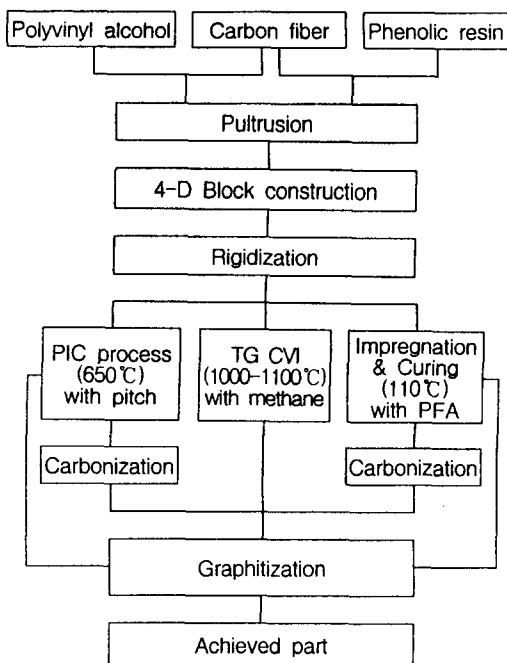 Polyvinyl alcohol
Carbon fiber
Phenolic resin
Pultrusion
4-D Block construction
Rigidization
PIC process
(650℃)
with pitch
TG CVI
(1000-1100℃)
with methane
Impregnation
& Curing
(110℃)
with PFA
Carbonization
Carbonization
Graphitization
Achieved part